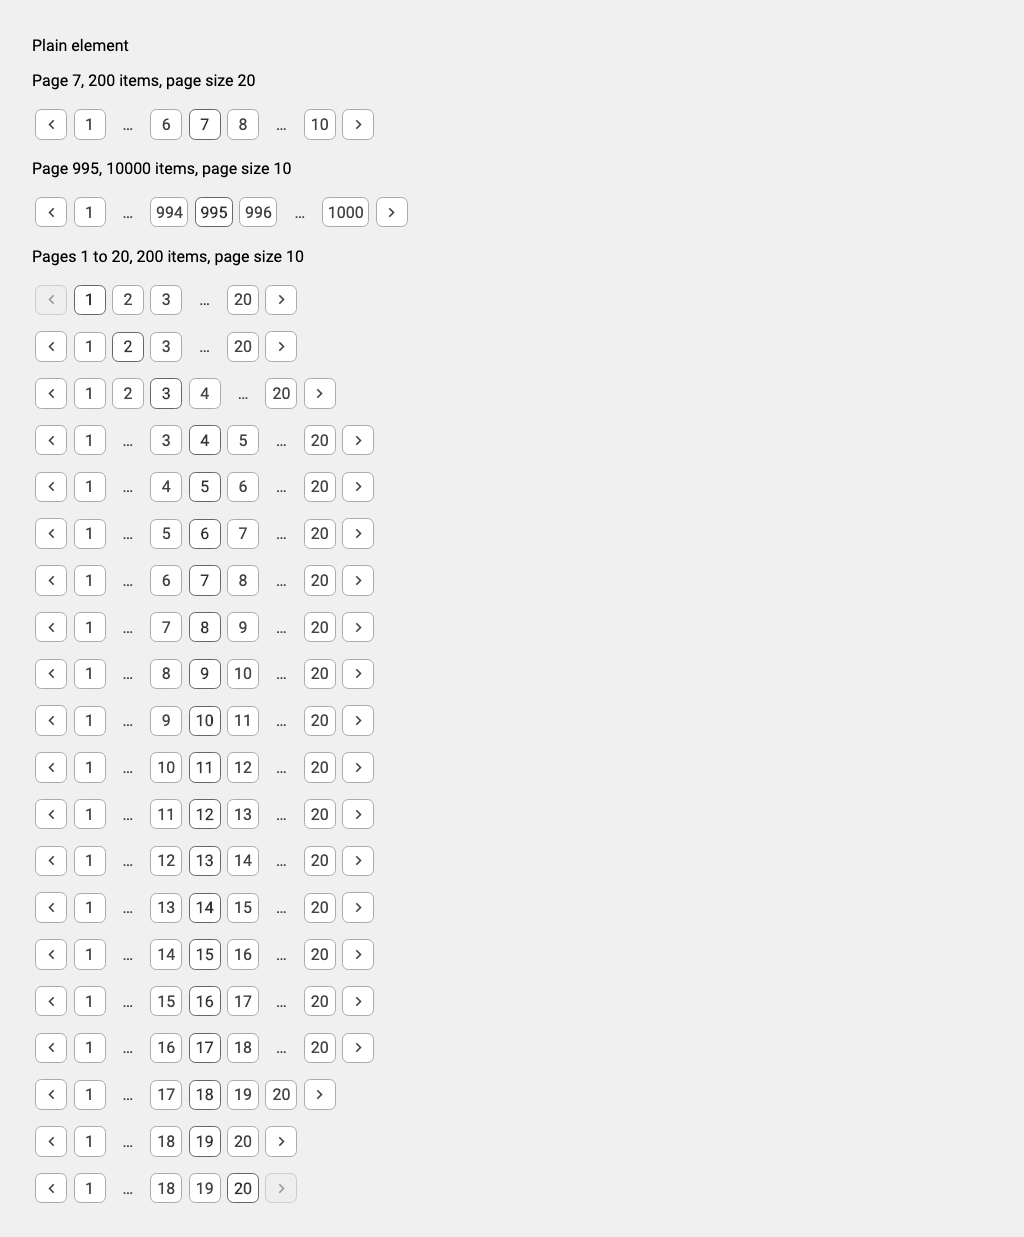 Plain element
Page 7, 200 items, page size 20
< 1 ... 6 7 8 ... 10 >
Page 995, 10000 items, page size 10
< 1 ... 994 995 996 ... 1000 >
Pages 1 to 20, 200 items, page size 10
< 1 2 3 ... 20 >
< 1 2 3 ... 20 >
< 1 2 3 4 ... 20 >
< 1 ... 3 4 5 ... 20 >
< 1 ... 4 5 6 ... 20 >
< 1 ... 5 6 7 ... 20 >
< 1 ... 6 7 8 ... 20 >
< 1 ... 7 8 9 ... 20 >
< 1 ... 8 9 10 ... 20 >
< 1 ... 9 10 11 ... 20 >
< 1 ... 10 11 12 ... 20 >
< 1 ... 11 12 13 ... 20 >
< 1 ... 12 13 14 ... 20 >
< 1 ... 13 14 15 ... 20 >
< 1 ... 14 15 16 ... 20 >
< 1 ... 15 16 17 ... 20 >
< 1 ... 16 17 18 ... 20 >
< 1 ... 17 18 19 20 >
< 1 ... 18 19 20 >
< 1 ... 18 19 20 >